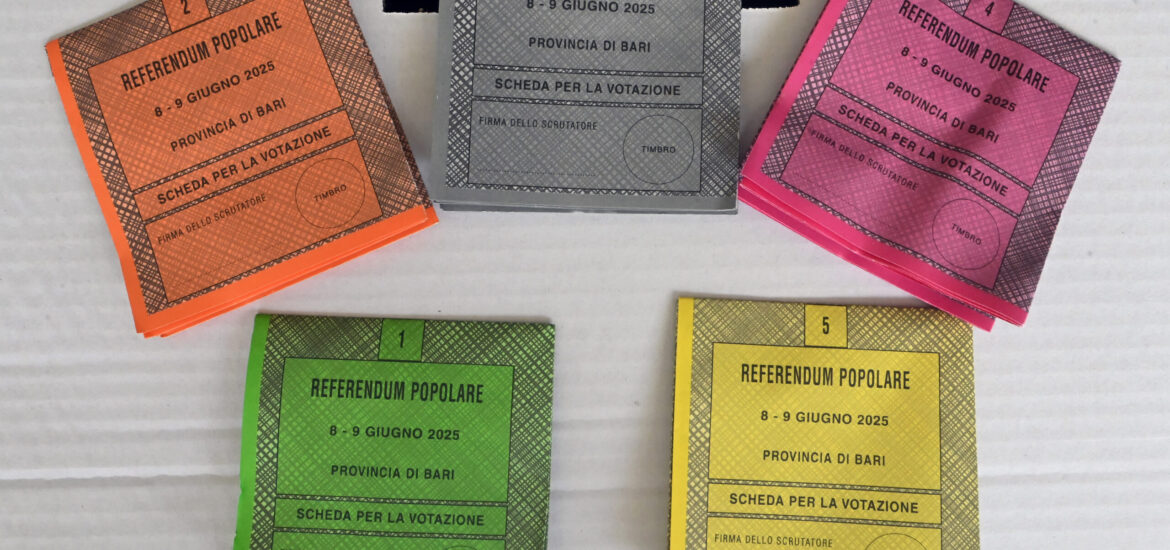 2
REFERENDUM POPOLARE
8 - 9 GIUGNO 2025
PROVINCIA DI BARI
SCHEDA PER LA VOTAZIONE
FIRMA DELLO SCRUTATORE
TIMBRO
8 - 9 GIUGNO 2025
PROVINCIA DI BARI
SCHEDA PER LA VOTAZIONE
FIRMA DELLO SCRUTATORE
TIMBRO
4
REFERENDUM POPOLARE
8 - 9 GIUGNO 2025
PROVINCIA DI BARI
SCHEDA PER LA VOTAZIONE
FIRMA DELLO SCRUTATORE
TIMBRO
1
REFERENDUM POPOLARE
8 - 9 GIUGNO 2025
PROVINCIA DI BARI
SCHEDA PER LA VOTAZIONE
5
REFERENDUM POPOLARE
8 - 9 GIUGNO 2025
PROVINCIA DI BARI
SCHEDA PER LA VOTAZIONE
FIRMA DELLO SCRUTATORE